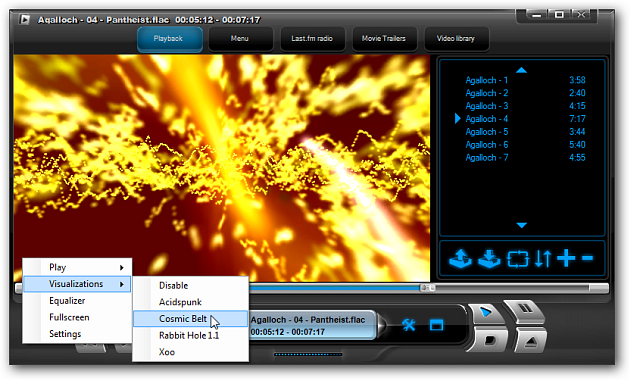 Agalloch - 04 - Pantheist.flac 00:05:12 - 00:07:17
Playback Menu Last.fm radio Movie Trailers Video library
Agalloch - 1 3:58
Agalloch - 2 2:40
Agalloch - 3 4:15
Agalloch - 4 7:17
Agalloch - 5 3:44
Agalloch - 6 5:40
Agalloch - 7 4:55
Play
Visualizations
Equalizer
Fullscreen
Settings
Disable
Acidspunk
Cosmic Belt
Rabbit Hole 1.1
Xoo
Agalloch - 04 - Pantheist.flac
00:05:12 - 00:07:17